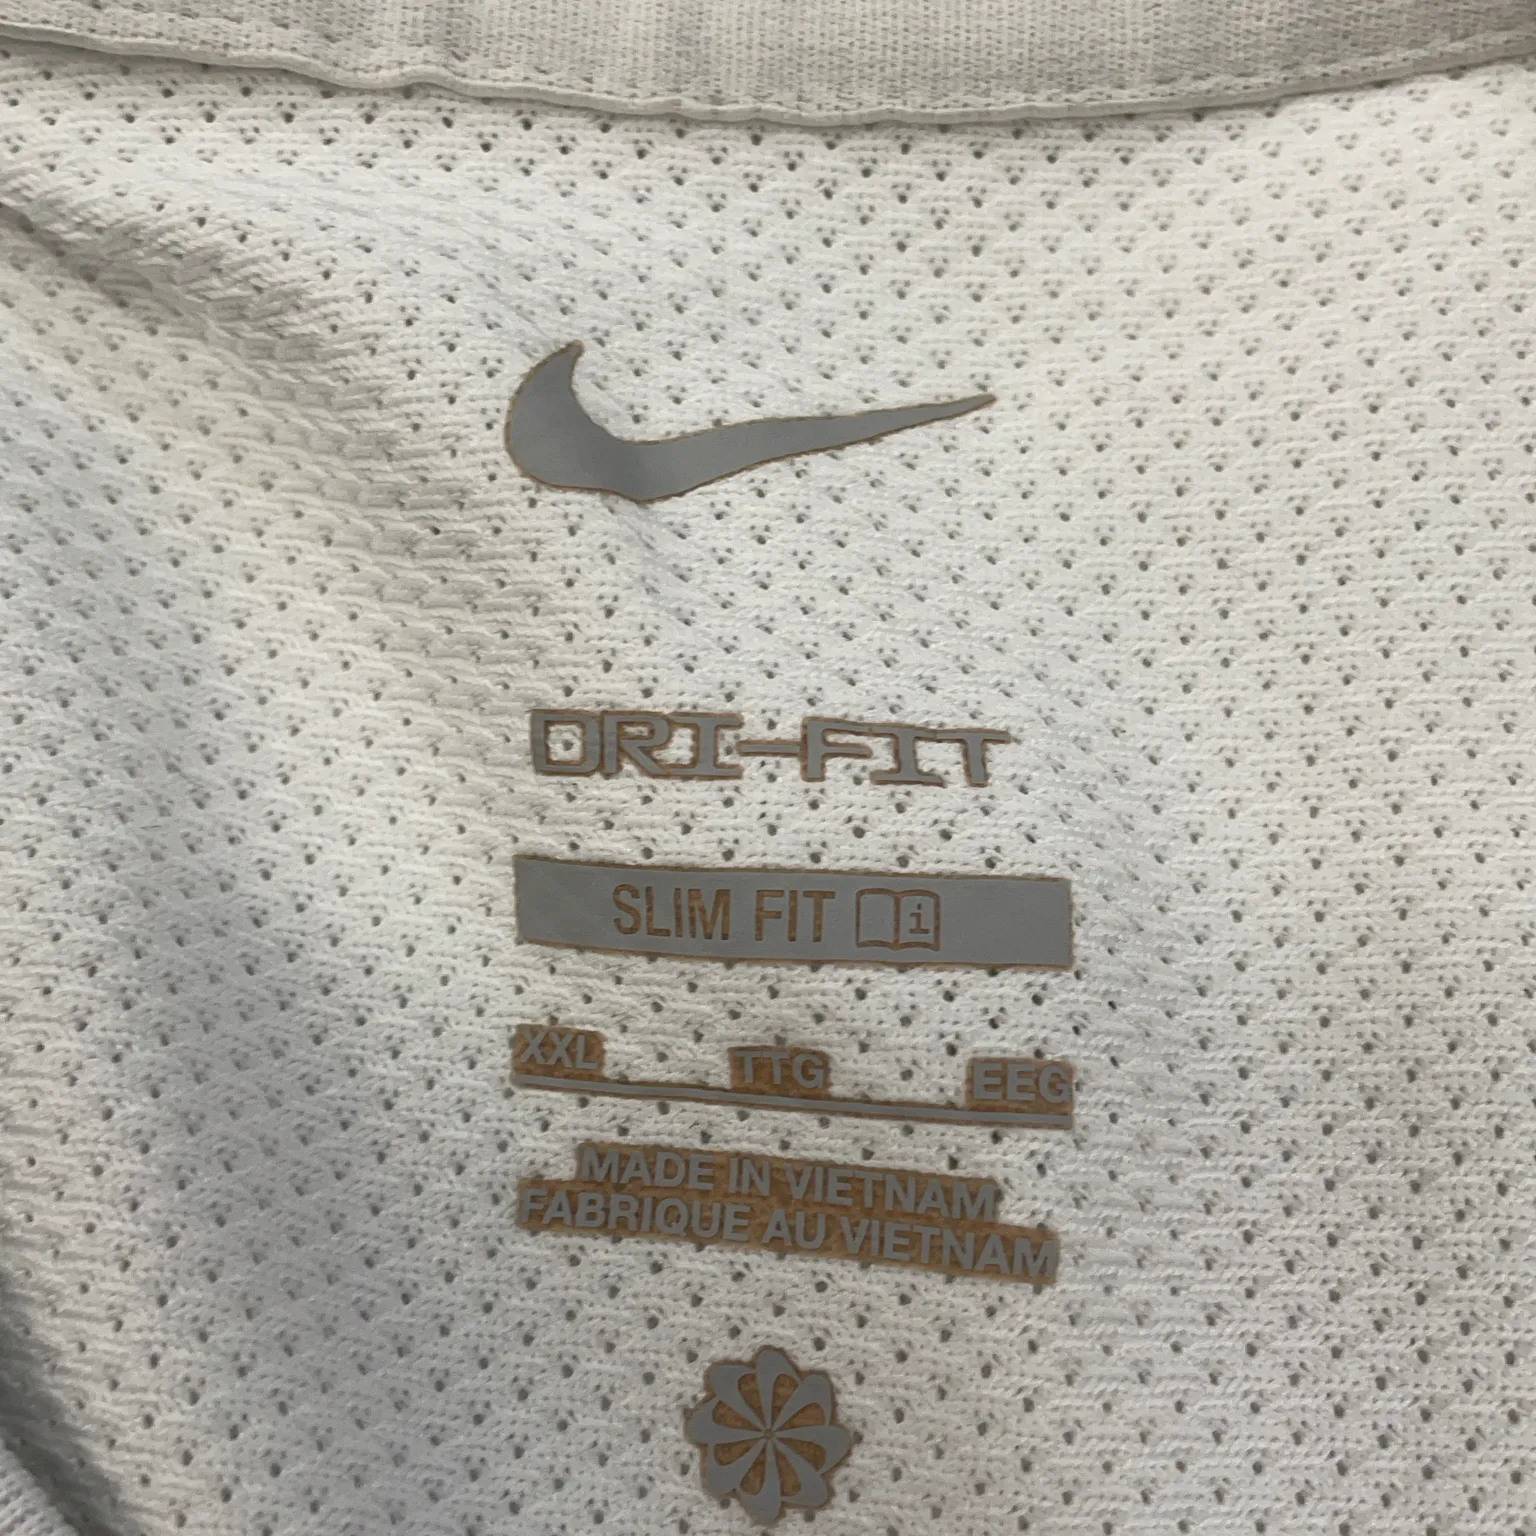 DRI-FIT
SLIM FIT i
XXL TTG EEG
MADE IN VIETNAM
FABRIQUE AU VIETNAM